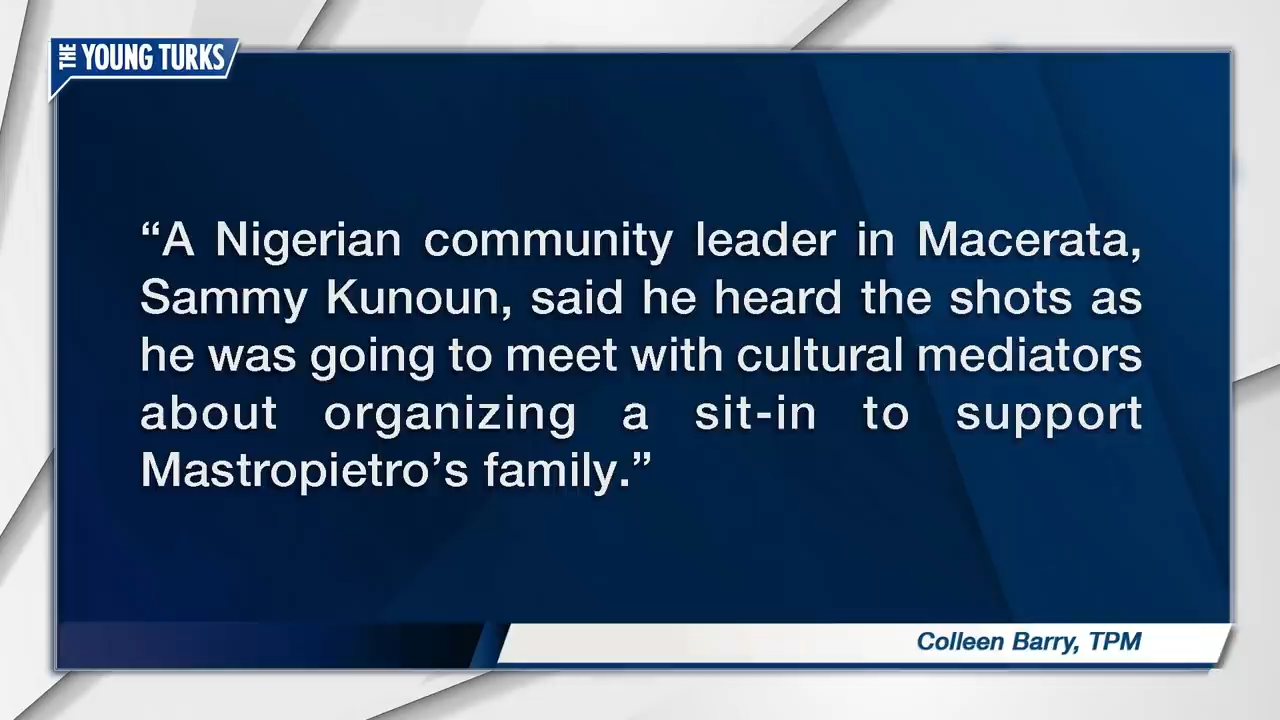 THE YOUNG TURKS
“A Nigerian community leader in Macerata,
Sammy Kunoun, said he heard the shots as
he was going to meet with cultural mediators
about organizing a sit-in to support
Mastropietro’s family.”
Colleen Barry, TPM